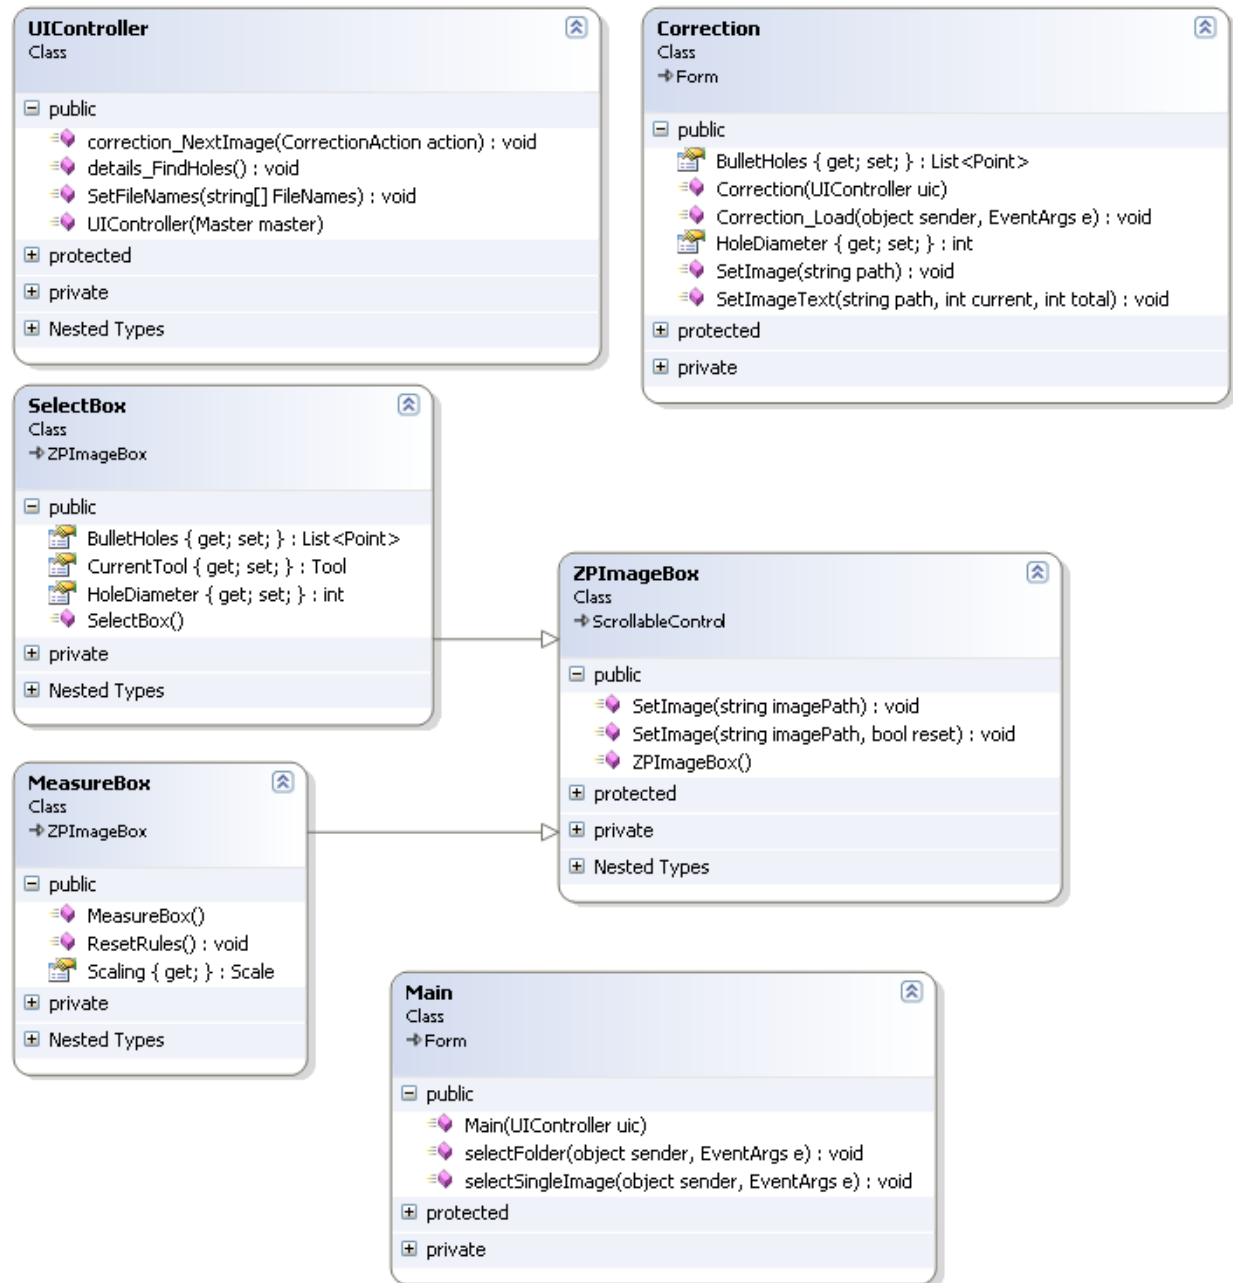 UIController
Class
public
correction_NextImage(CorrectionAction action) : void
details_FindHoles() : void
SetFileNames(string[] FileNames) : void
UIController(Master master)
protected
private
Nested Types
Correction
Class
Form
public
BulletHoles { get; set; } : List<Point>
Correction(UIController uic)
Correction_Load(object sender, EventArgs e) : void
HoleDiameter { get; set; } : int
SetImage(string path) : void
SetImageText(string path, int current, int total) : void
protected
private
SelectBox
Class
ZPImageBox
public
BulletHoles { get; set; } : List<Point>
CurrentTool { get; set; } : Tool
HoleDiameter { get; set; } : int
SelectBox()
private
Nested Types
ZPImageBox
Class
ScrollableControl
public
SetImage(string imagePath) : void
SetImage(string imagePath, bool reset) : void
ZPImageBox()
protected
private
Nested Types
MeasureBox
Class
ZPImageBox
public
MeasureBox()
ResetRules() : void
Scaling { get; } : Scale
private
Nested Types
Main
Class
Form
public
Main(UIController uic)
selectFolder(object sender, EventArgs e) : void
selectSingleImage(object sender, EventArgs e) : void
protected
private